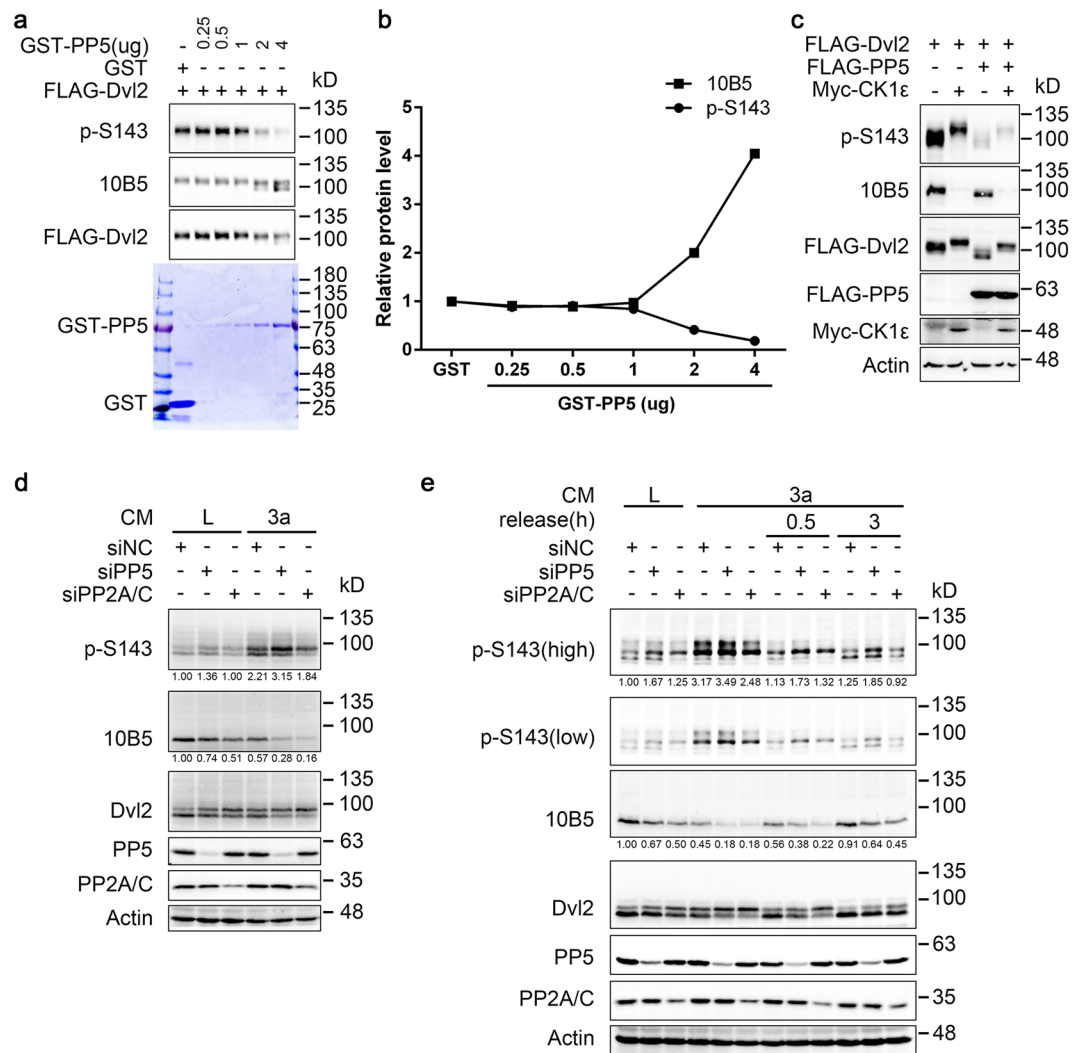 a
GST-PP5(ug) - 0.25 0.5 1 2 4
GST + - - - - -
FLAG-Dvl2 + + + + + + kD
p-S143 135 100
10B5 135 100
FLAG-Dvl2 135 100
GST-PP5 180 135 100 75 63 48 35 25
GST
b
10B5
p-S143
Relative protein level
5
4
3
2
1
0
GST 0.25 0.5 1 2 4
GST-PP5 (ug)
c
FLAG-Dvl2 + + + +
FLAG-PP5 - - + +
Myc-CK1ε - + - + kD
p-S143 135 100
10B5 135 100
FLAG-Dvl2 135 100
FLAG-PP5 63
Myc-CK1ε 48
Actin 48
d
CM L 3a
siNC + - - + - -
siPP5 - + - - + -
siPP2A/C - - + - - + kD
p-S143 135 100
1.00 1.36 1.00 2.21 3.15 1.84
10B5 135 100
1.00 0.74 0.51 0.57 0.28 0.16
Dvl2 135 100
PP5 63
PP2A/C 35
Actin 48
e
CM L 3a
release(h) 0.5 3
siNC + - - + - - + - - + - -
siPP5 - + - - + - - + - - + -
siPP2A/C - - + - - + - - + - - + kD
p-S143(high) 135 100
1.00 1.67 1.25 3.17 3.49 2.48 1.13 1.73 1.32 1.25 1.85 0.92
p-S143(low) 135 100
10B5 135 100
1.00 0.67 0.50 0.45 0.18 0.18 0.56 0.38 0.22 0.91 0.64 0.45
Dvl2 135 100
PP5 63
PP2A/C 35
Actin 48